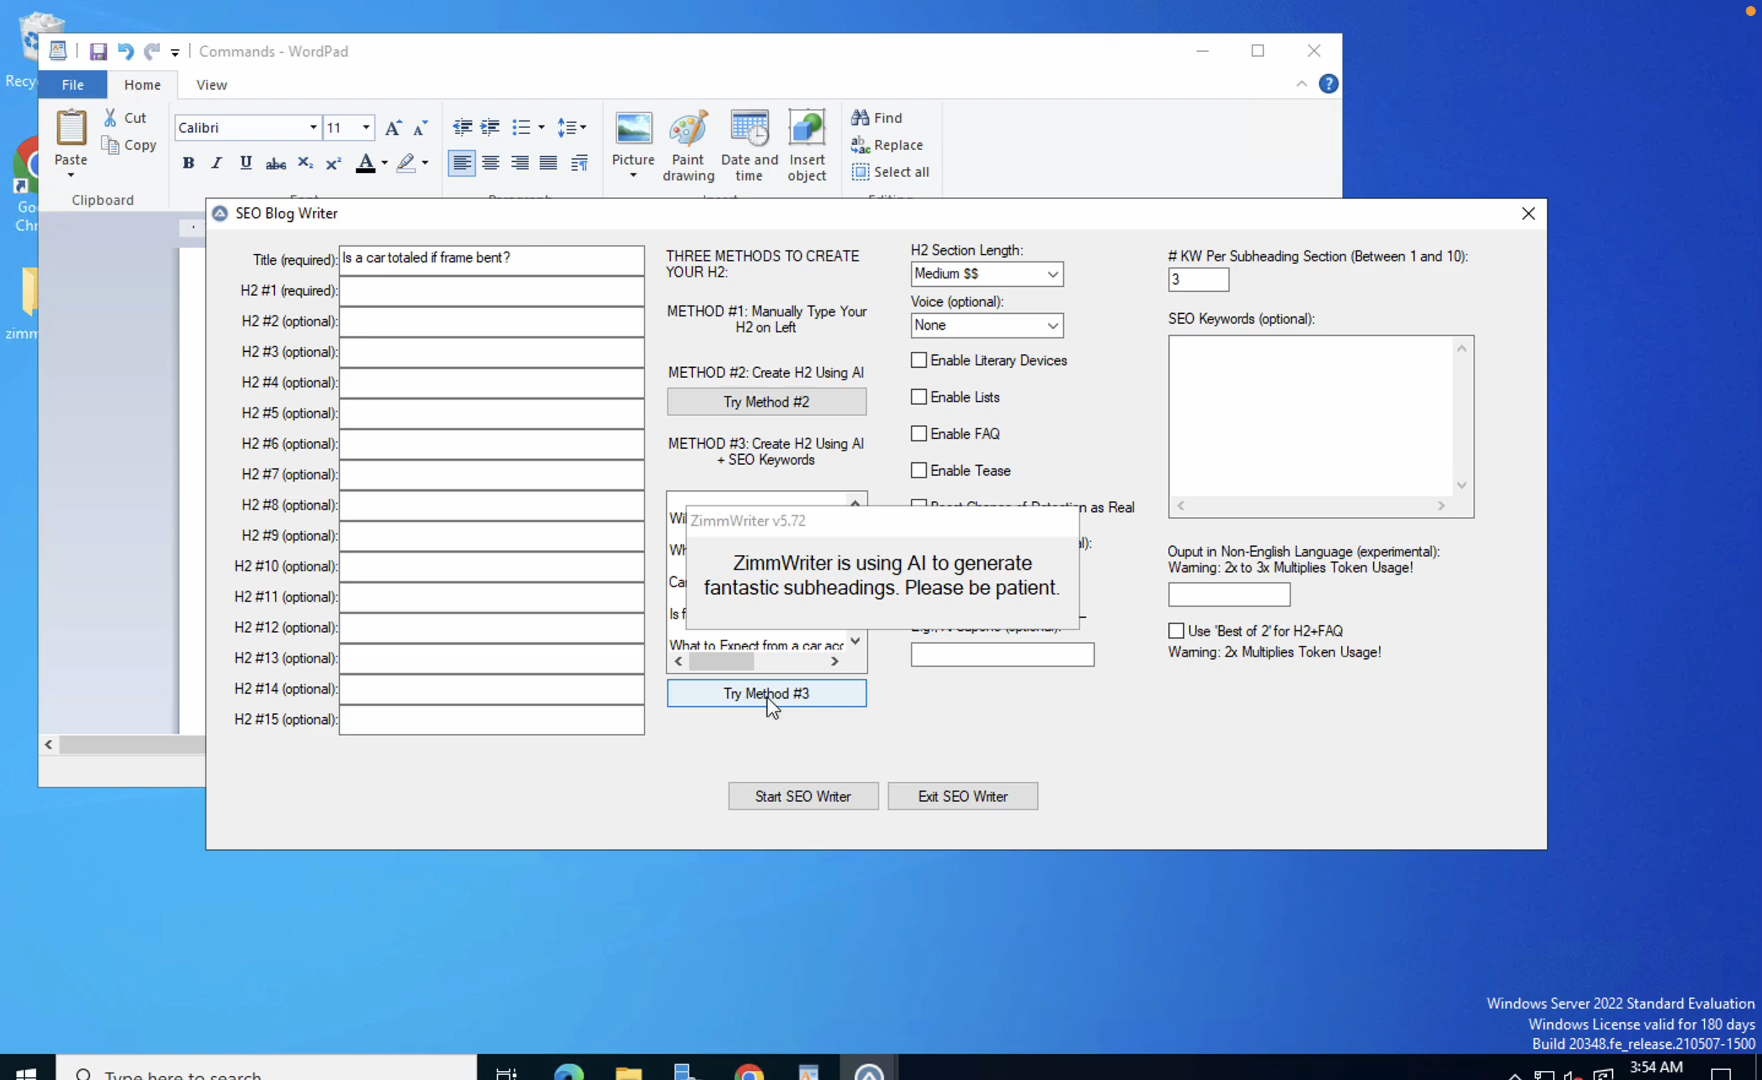 Commands - WordPad
File
Home
View
Cut
Copy
Paste
Clipboard
Calibri
11
Picture
Paint drawing
Date and time
Insert object
Find
Replace
Select all
SEO Blog Writer
Title (required):
Is a car totaled if frame bent?
H2 #1 (required):
H2 #2 (optional):
H2 #3 (optional):
H2 #4 (optional):
H2 #5 (optional):
H2 #6 (optional):
H2 #7 (optional):
H2 #8 (optional):
H2 #9 (optional):
H2 #10 (optional):
H2 #11 (optional):
H2 #12 (optional):
H2 #13 (optional):
H2 #14 (optional):
H2 #15 (optional):
THREE METHODS TO CREATE
YOUR H2:
METHOD #1: Manually Type Your
H2 on Left
METHOD #2: Create H2 Using AI
Try Method #2
METHOD #3: Create H2 Using AI
+ SEO Keywords
What to Expect from a car acc
Try Method #3
H2 Section Length:
Medium $$
Voice (optional):
None
Enable Literary Devices
Enable Lists
Enable FAQ
Enable Tease
as Real
ZimmWriter v5.72
ZimmWriter is using AI to generate
fantastic subheadings. Please be patient.
# KW Per Subheading Section (Between 1 and 10):
3
SEO Keywords (optional):
Ouput in Non-English Language (experimental):
Warning: 2x to 3x Multiplies Token Usage!
Use 'Best of 2' for H2+FAQ
Warning: 2x Multiplies Token Usage!
Start SEO Writer
Exit SEO Writer
Windows Server 2022 Standard Evaluation
Windows License valid for 180 days
Build 20348.fe_release.210507-1500
Type here to search
3:54 AM